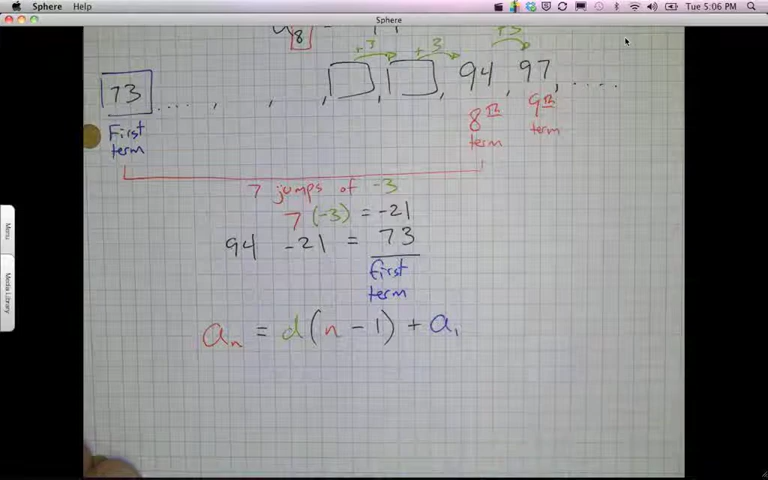 Sphere Help Tue 5:06 PM
Sphere
8
+3 +3 +3
73 ...., , , , , 94, 97, ....
First term
8th term
9th term
7 jumps of -3
7 (-3) = -21
94 -21 = 73
first
term
aₙ = d(n - 1) + a₁
Menu
Media Library